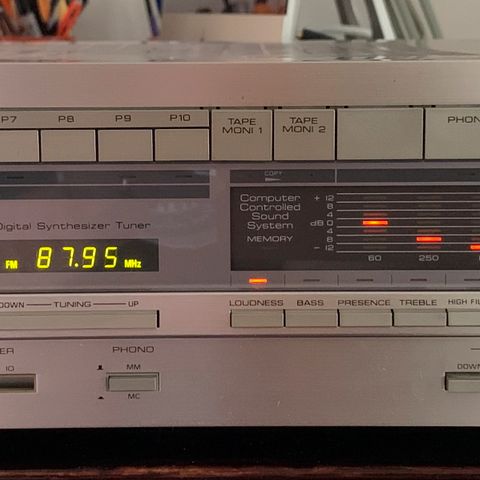 P7 P8 P9 P10
TAPE MONI 1
TAPE MONI 2
PHON
COPY
Digital Synthesizer Tuner
FM 87.95 MHz
Computer
Controlled
Sound
System
MEMORY
+ 12
8
4
dB 0
4
8
- 12
60 250
DOWN TUNING UP
LOUDNESS BASS PRESENCE TREBLE HIGH FIL
ER
10
PHONO
MM
MC
DOWN